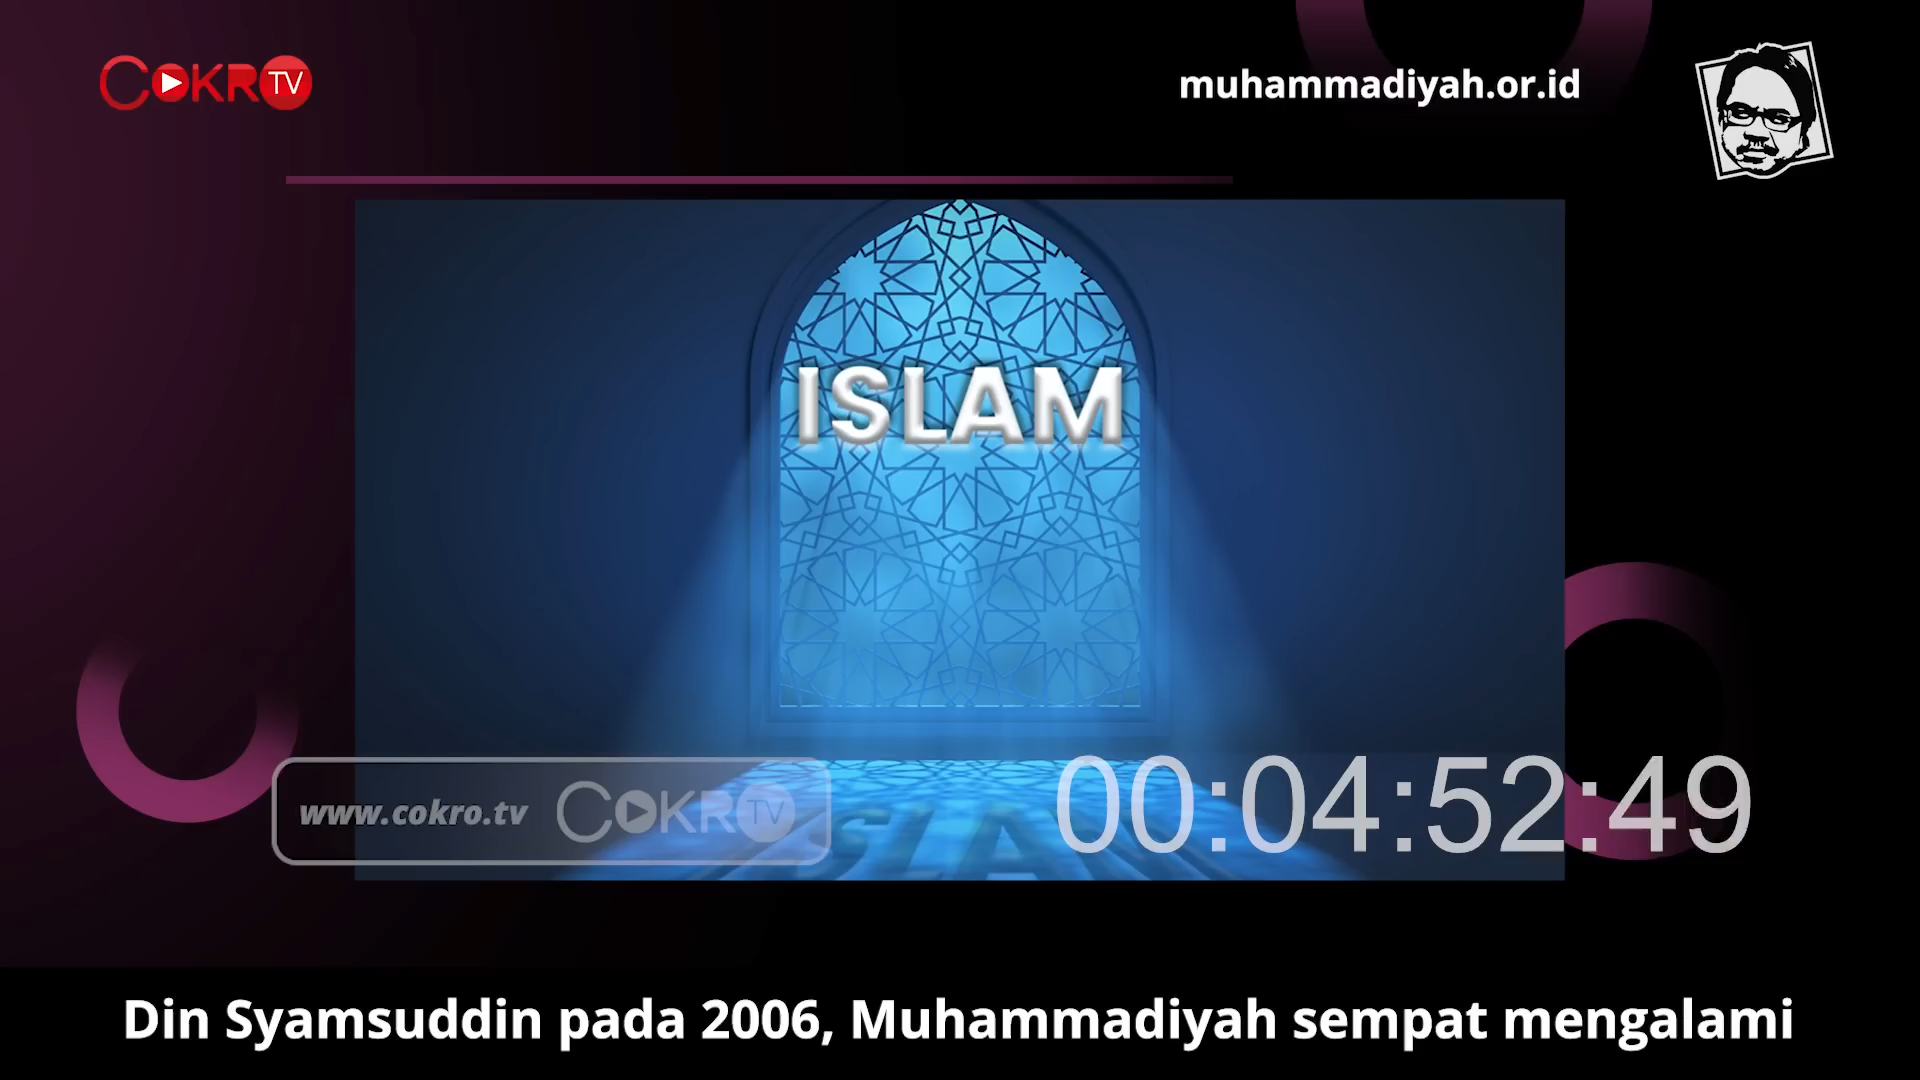 COKRO TV
muhammadiyah.or.id
ISLAM
www.cokro.tv COKRO TV
00:04:52:49
Din Syamsuddin pada 2006, Muhammadiyah sempat mengalami